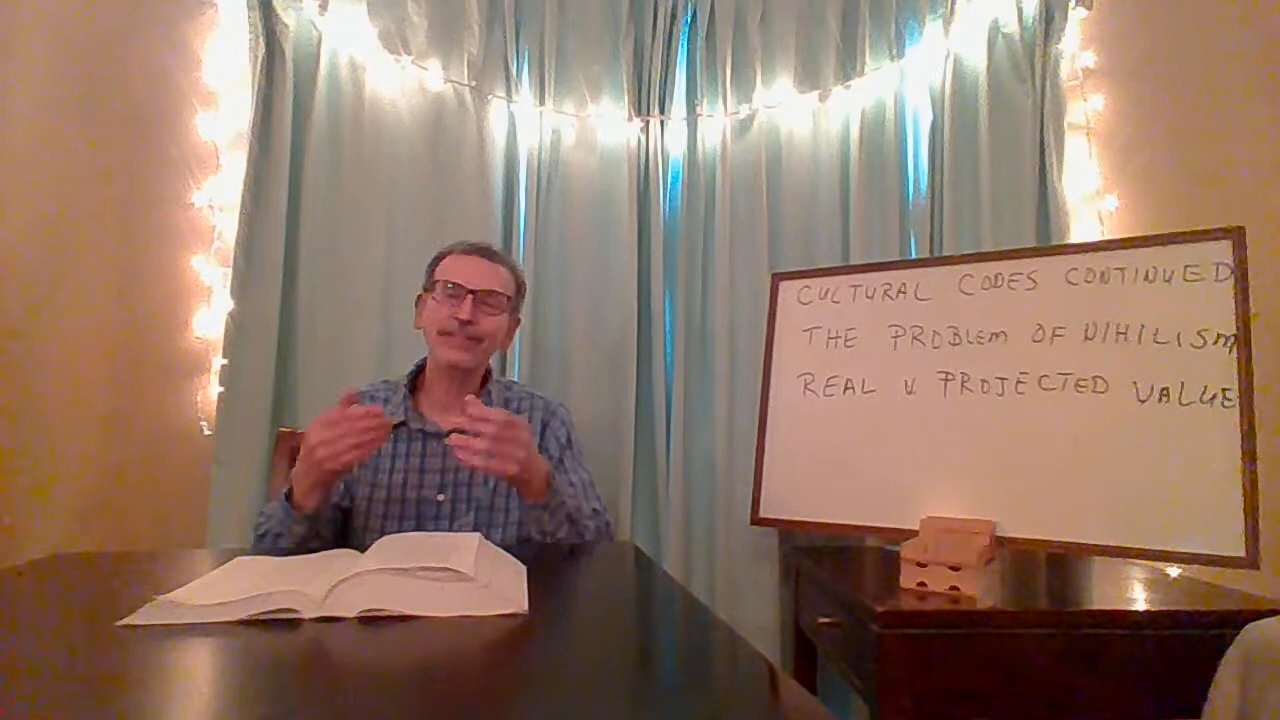 CULTURAL CODES CONTINUED
THE PROBLEM OF NIHILISM
REAL V PROJECTED VALUE